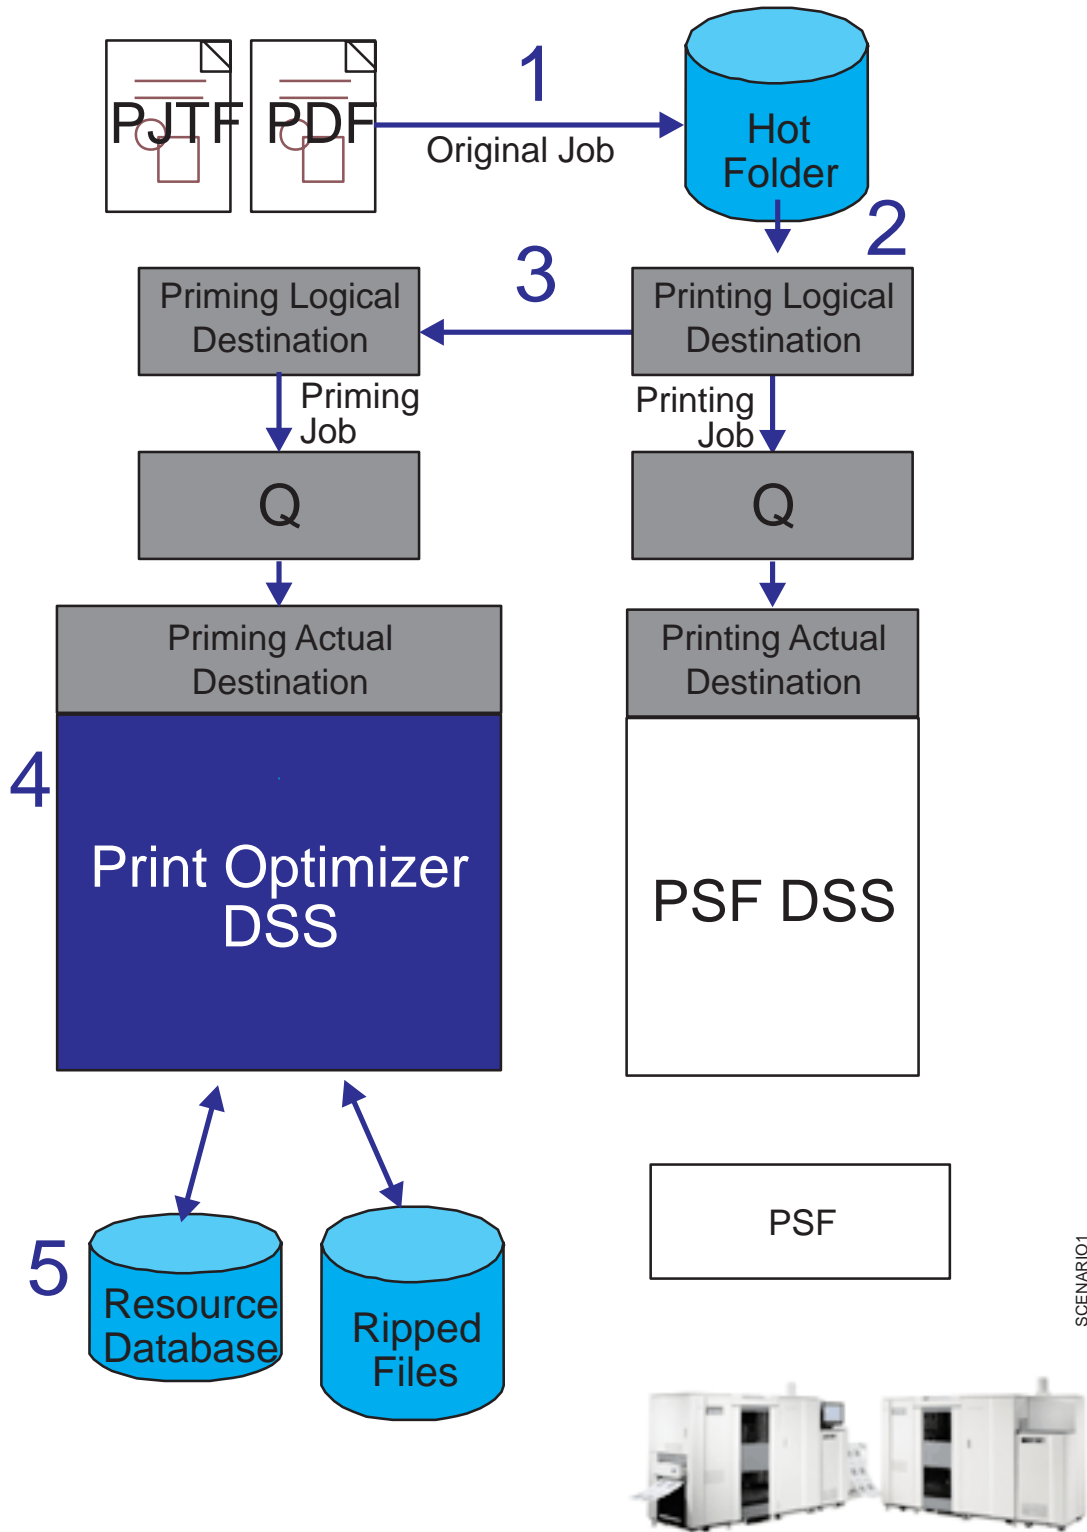 PJTF
PDF
1
Original Job
Hot
Folder
2
3
Priming Logical
Destination
Printing Logical
Destination
Priming
Job
Printing
Job
Q
Q
Priming Actual
Destination
Printing Actual
Destination
4
Print Optimizer
DSS
PSF DSS
5
Resource
Database
Ripped
Files
PSF
SCENARIO1